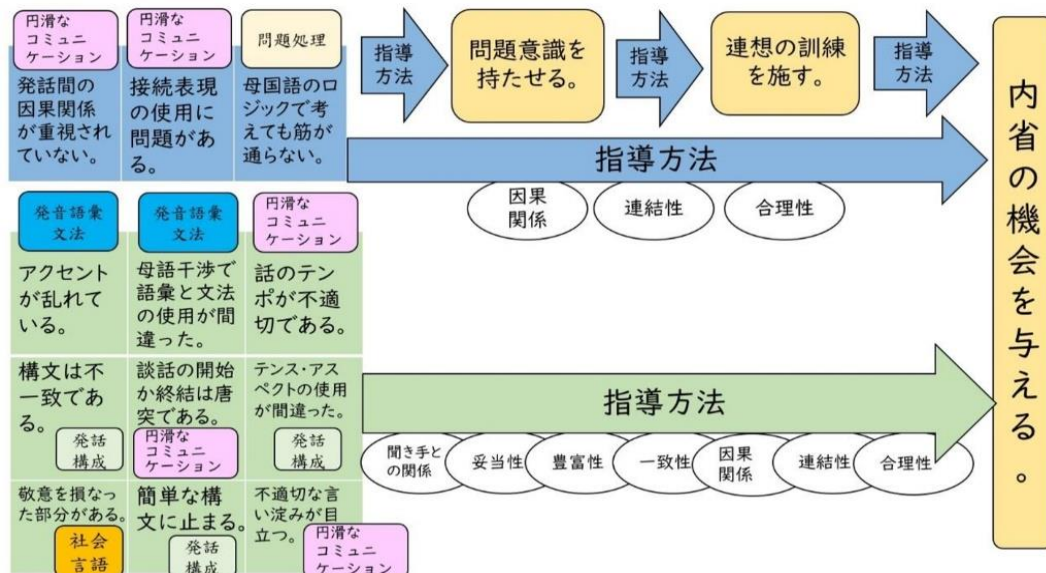 円滑な
コミュニ
ケーション
円滑な
コミュニ
ケーション
問題処理
発話間の
因果関係
が重視され
ていない。
接続表現
の使用に
問題があ
る。
母国語のロ
ジックで考
えても筋が
通らない。
指導
方法
問題意識を
持たせる。
指導
方法
連想の訓練
を施す。
指導
方法
指導方法
因果
関係
連結性
合理性
内省の機会を与える。
発音語彙
文法
発音語彙
文法
円滑な
コミュニ
ケーション
アクセント
が乱れて
いる。
母語干渉で
語彙と文法
の使用が間
違った。
話のテン
ポが不適
切である。
構文は不
一致であ
る。
発話
構成
談話の開始
か終結は唐
突である。
円滑な
コミュニ
ケーション
テンス・アス
ペクトの使用
が間違った。
発話
構成
敬意を損なっ
た部分がある。
社会
言語
簡単な構
文に止まる。
発話
構成
不適切な言
い淀みが目
立つ。
円滑な
コミュニ
ケーション
指導方法
聞き手と
の関係
妥当性
豊富性
一致性
因果
関係
連結性
合理性